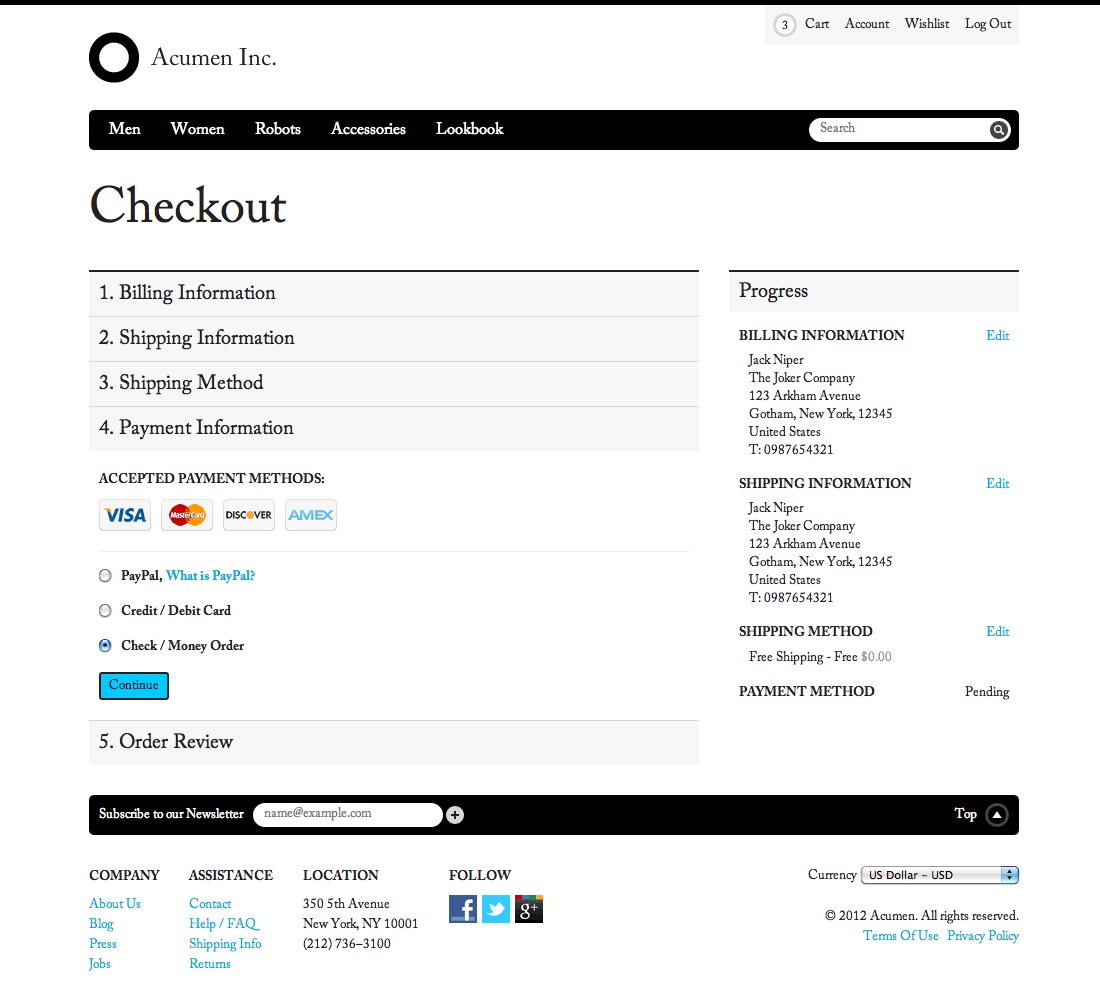 3 Cart Account Wishlist Log Out
Acumen Inc.
Men Women Robots Accessories Lookbook Search
Checkout
1. Billing Information
2. Shipping Information
3. Shipping Method
4. Payment Information
ACCEPTED PAYMENT METHODS:
VISA MasterCard DISCOVER AMEX
PayPal, What is PayPal?
Credit / Debit Card
Check / Money Order
Continue
5. Order Review
Progress
BILLING INFORMATION Edit
Jack Niper
The Joker Company
123 Arkham Avenue
Gotham, New York, 12345
United States
T: 0987654321
SHIPPING INFORMATION Edit
Jack Niper
The Joker Company
123 Arkham Avenue
Gotham, New York, 12345
United States
T: 0987654321
SHIPPING METHOD Edit
Free Shipping - Free $0.00
PAYMENT METHOD Pending
Subscribe to our Newsletter name@example.com + Top
COMPANY
About Us
Blog
Press
Jobs
ASSISTANCE
Contact
Help / FAQ
Shipping Info
Returns
LOCATION
350 5th Avenue
New York, NY 10001
(212) 736–3100
FOLLOW
f g+
Currency US Dollar – USD
© 2012 Acumen. All rights reserved.
Terms Of Use Privacy Policy